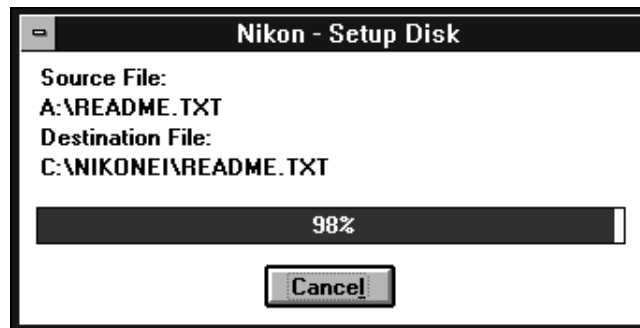 Nikon - Setup Disk
Source File:
A:\README.TXT
Destination File:
C:\NIKONEI\README.TXT
98%
Cancel